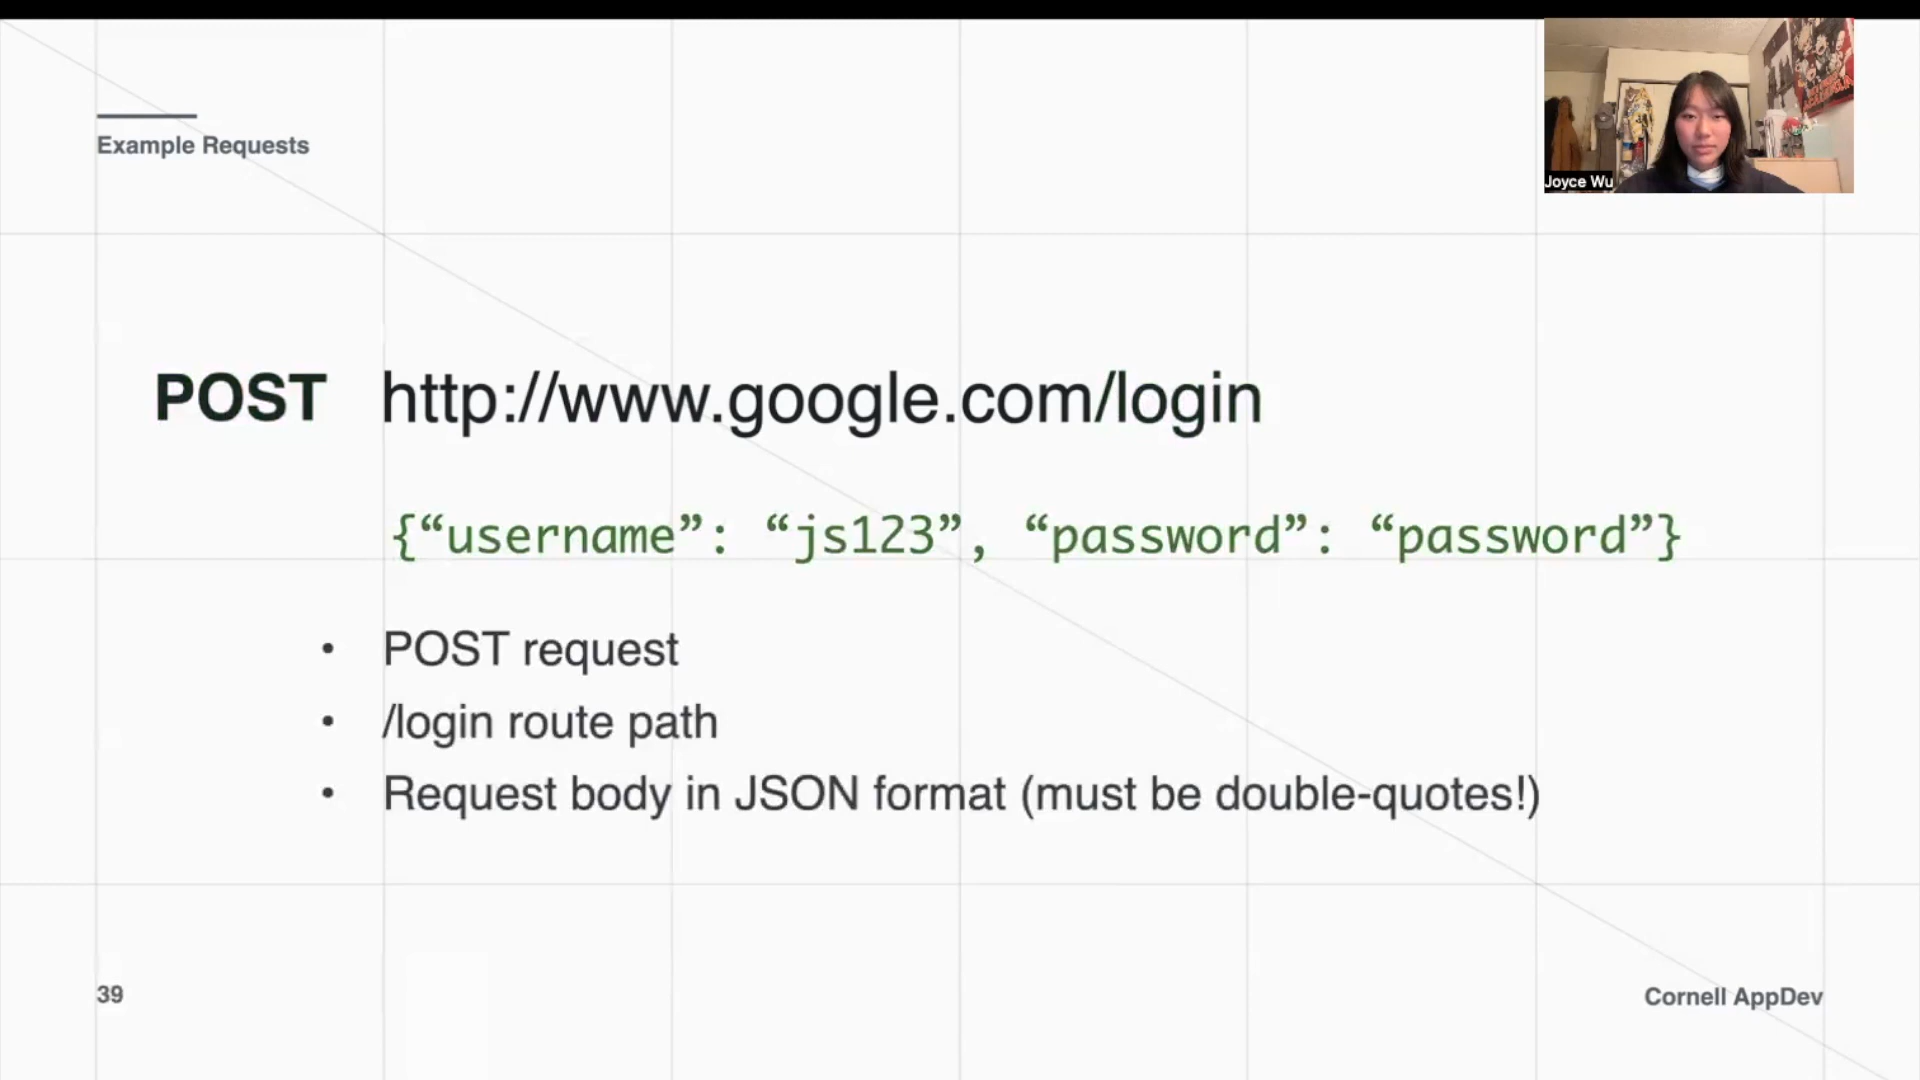 Example Requests
Joyce Wu
POST http://www.google.com/login
{“username”: “js123”, “password”: “password”}
• POST request
• /login route path
• Request body in JSON format (must be double-quotes!)
39
Cornell AppDev